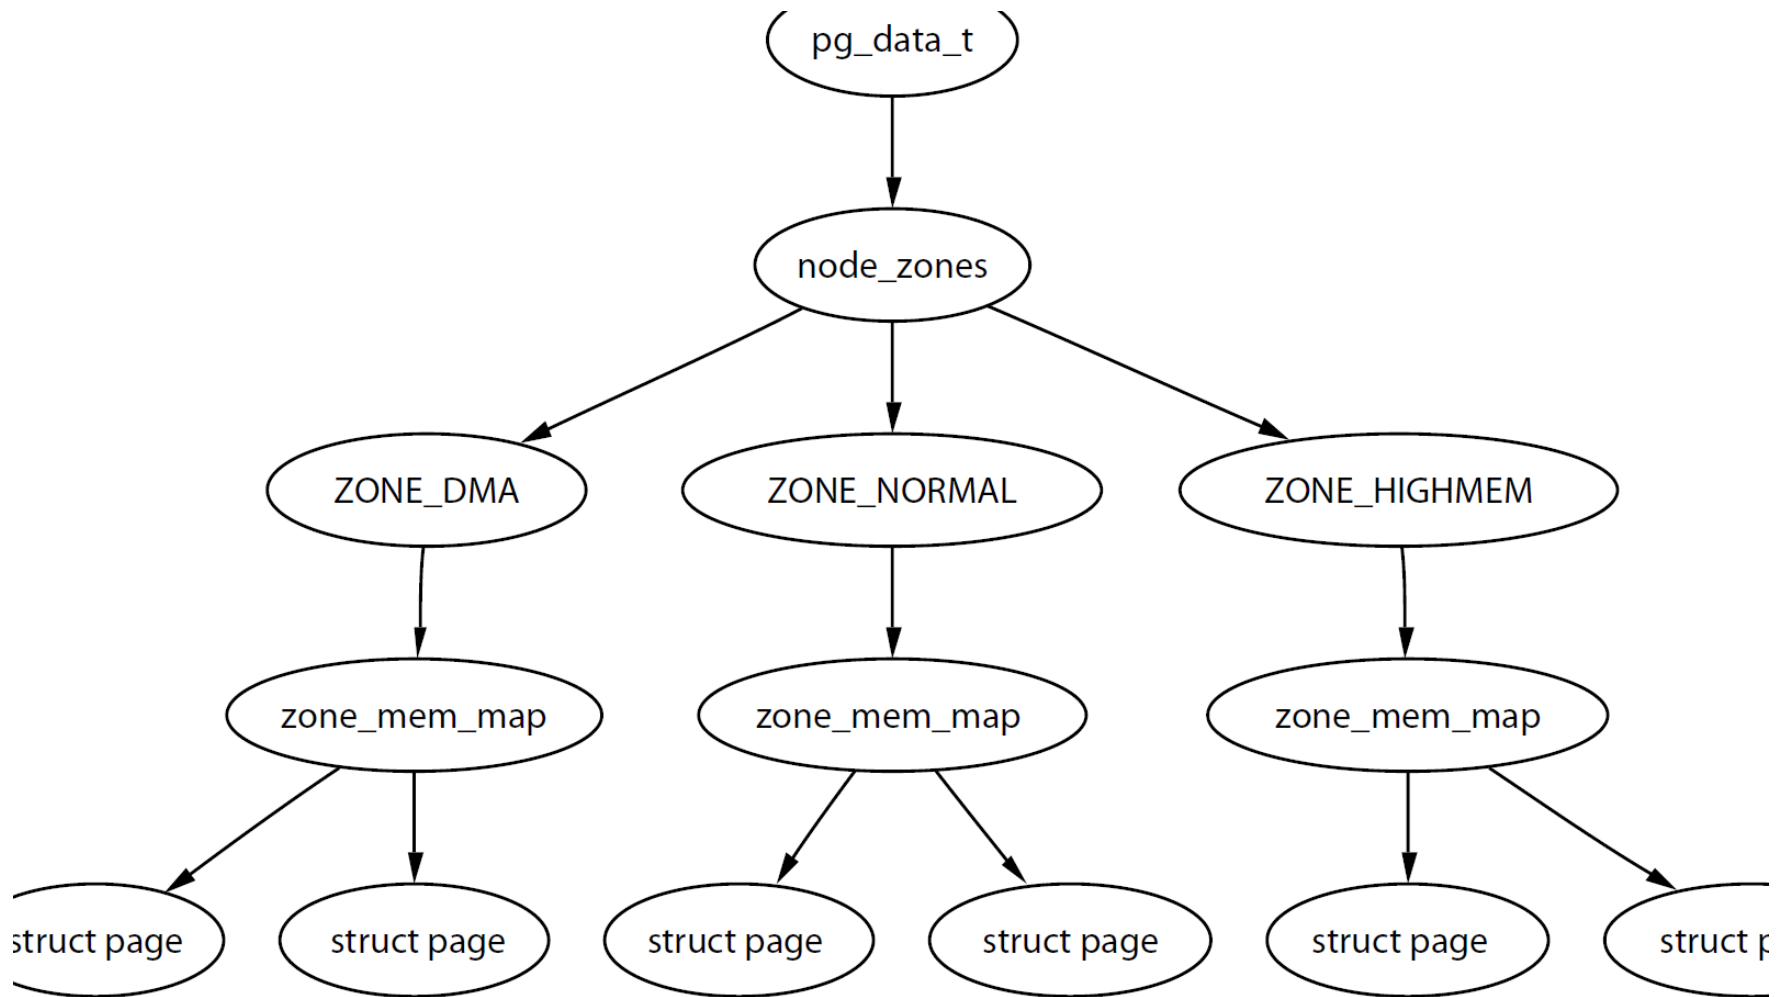 pg_data_t
node_zones
ZONE_DMA
ZONE_NORMAL
ZONE_HIGHMEM
zone_mem_map
zone_mem_map
zone_mem_map
struct page
struct page
struct page
struct page
struct page
struct p